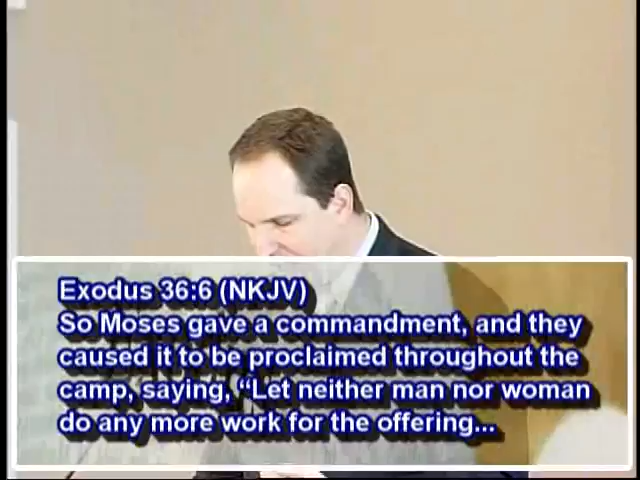 Exodus 36:6 (NKJV)
So Moses gave a commandment, and they
caused it to be proclaimed throughout the
camp, saying, “Let neither man nor woman
do any more work for the offering...